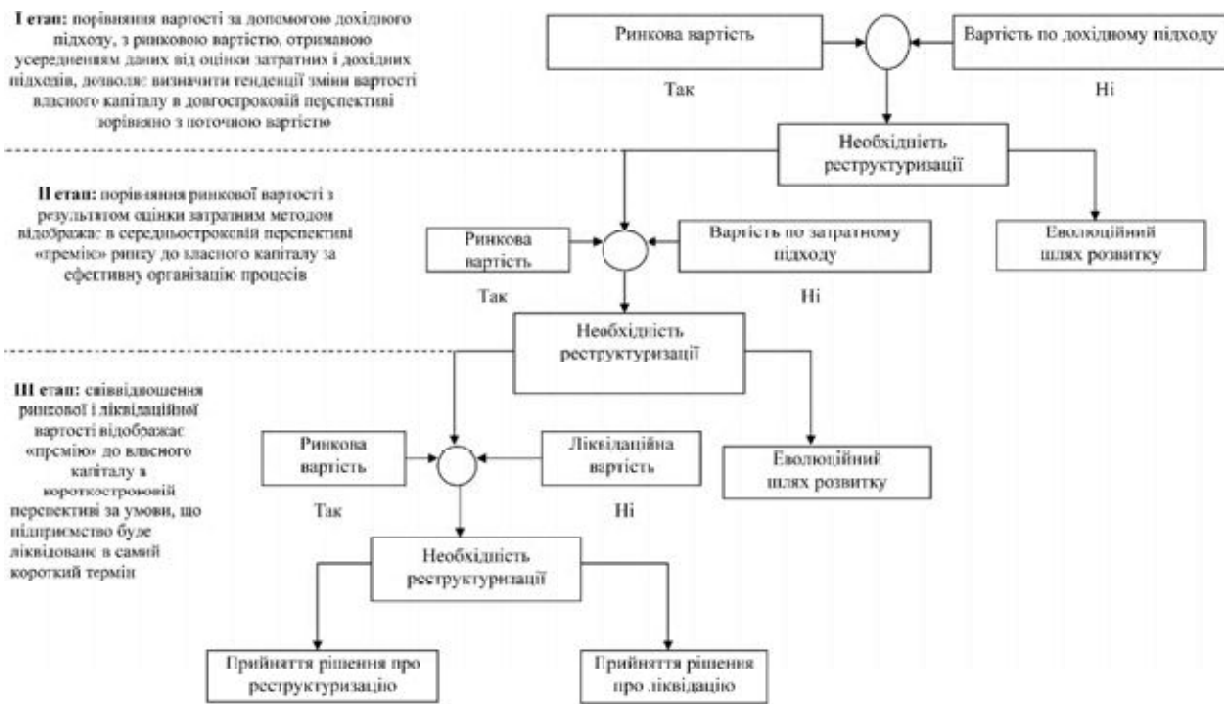 І етап: порівняння вартості за допомогою дохідного
підходу, з ринковою вартістю, отриманою
усередненням даних від оцінки затратних і дохідних
підходів, дозволяє визначити тенденції зміни вартості
власного капіталу в довгостроковій перспективі
порівняно з поточною вартістю
Ринкова вартість
Вартість по дохідному підходу
Так
Ні
Необхідність
реструктуризації
ІІ етап: порівняння ринкової вартості з
результатом оцінки затратним методом
відображає в середньостроковій перспективі
«премію» ринку до власного капіталу за
ефективну організацію процесів
Ринкова
вартість
Вартість по затратному
підходу
Еволюційний
шлях розвитку
Так
Ні
Необхідність
реструктуризації
ІІІ етап: співвідношення
ринкової і ліквідаційної
вартості відображає
«премію» до власного
капіталу в
короткостроковій
перспективі за умови, що
підприємство буде
ліквідоване в самий
короткий термін
Ринкова
вартість
Ліквідаційна
вартість
Еволюційний
шлях розвитку
Так
Ні
Необхідність
реструктуризації
Прийняття рішення про
реструктуризацію
Прийняття рішення
про ліквідацію